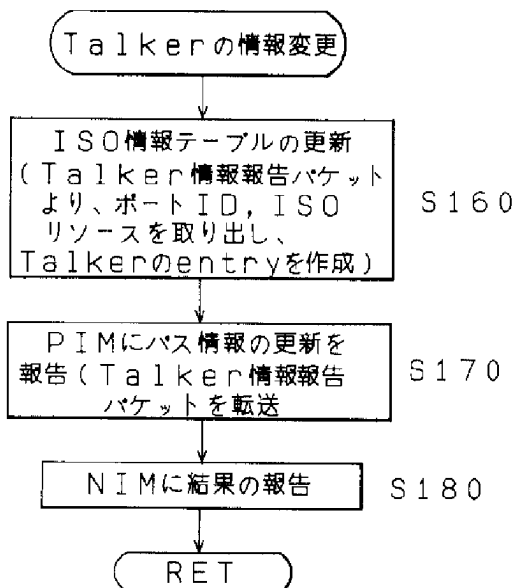 Talkerの情報変更
ISO情報テーブルの更新
(Talker情報報告パケット
より、ポートID,ISO
リソースを取り出し、
Talkerのentryを作成)
S160
PIMにパス情報の更新を
報告(Talker情報報告
パケットを転送
S170
NIMに結果の報告
S180
RET